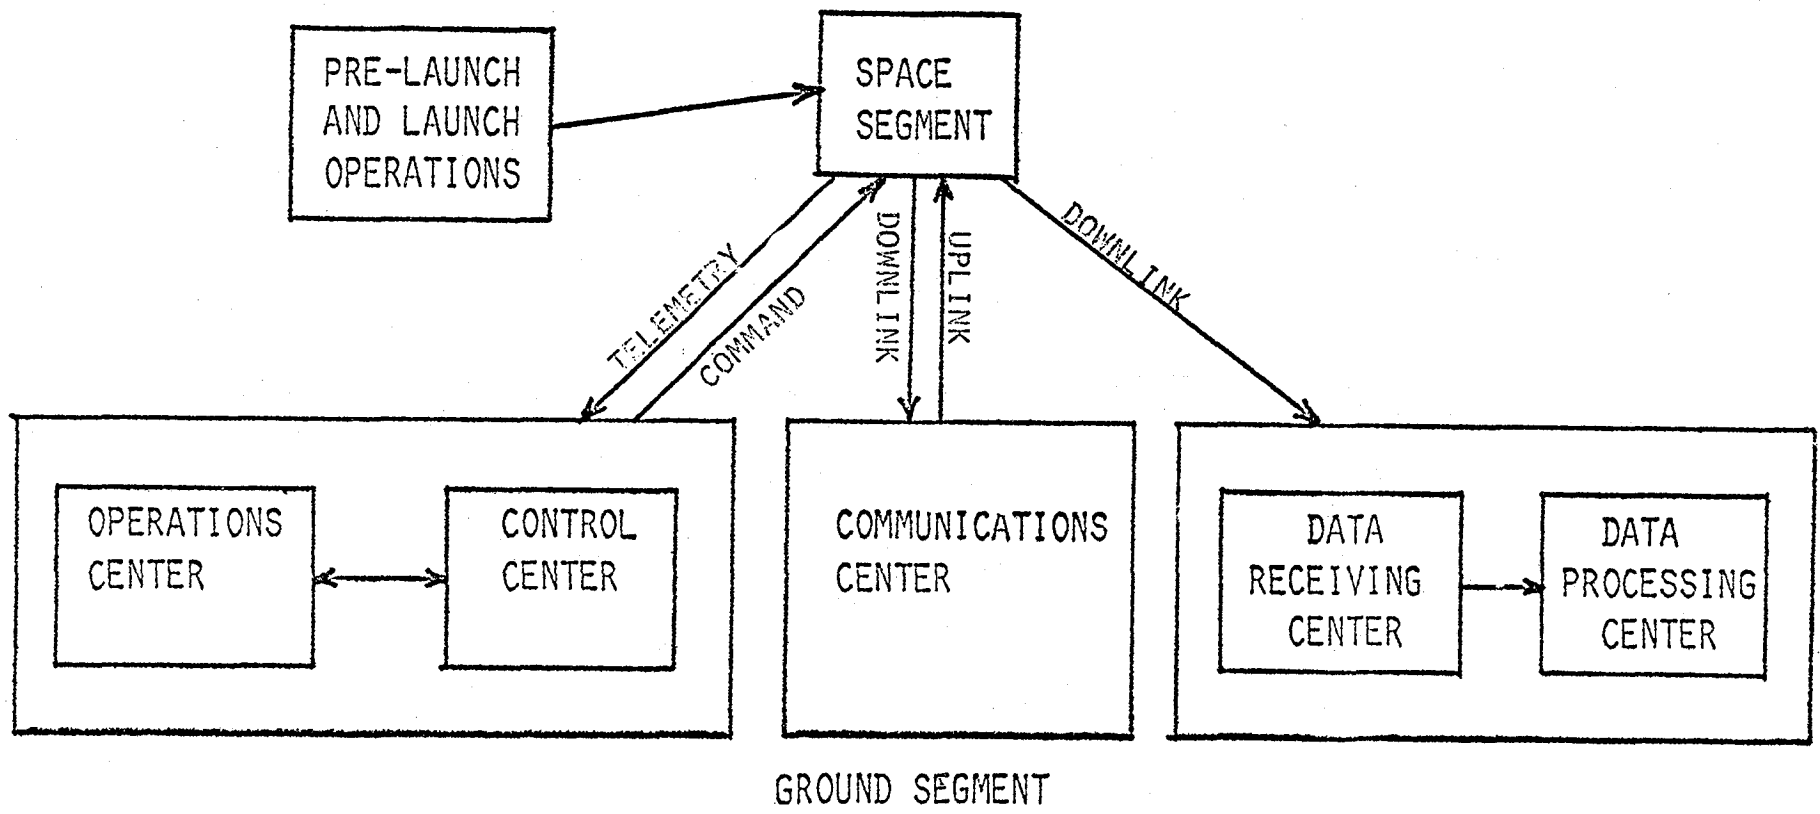 PRE-LAUNCH
AND LAUNCH
OPERATIONS
SPACE
SEGMENT
TELEMETRY
COMMAND
DOWNLINK
UPLINK
DOWNLINK
OPERATIONS
CENTER
CONTROL
CENTER
COMMUNICATIONS
CENTER
DATA
RECEIVING
CENTER
DATA
PROCESSING
CENTER
GROUND SEGMENT